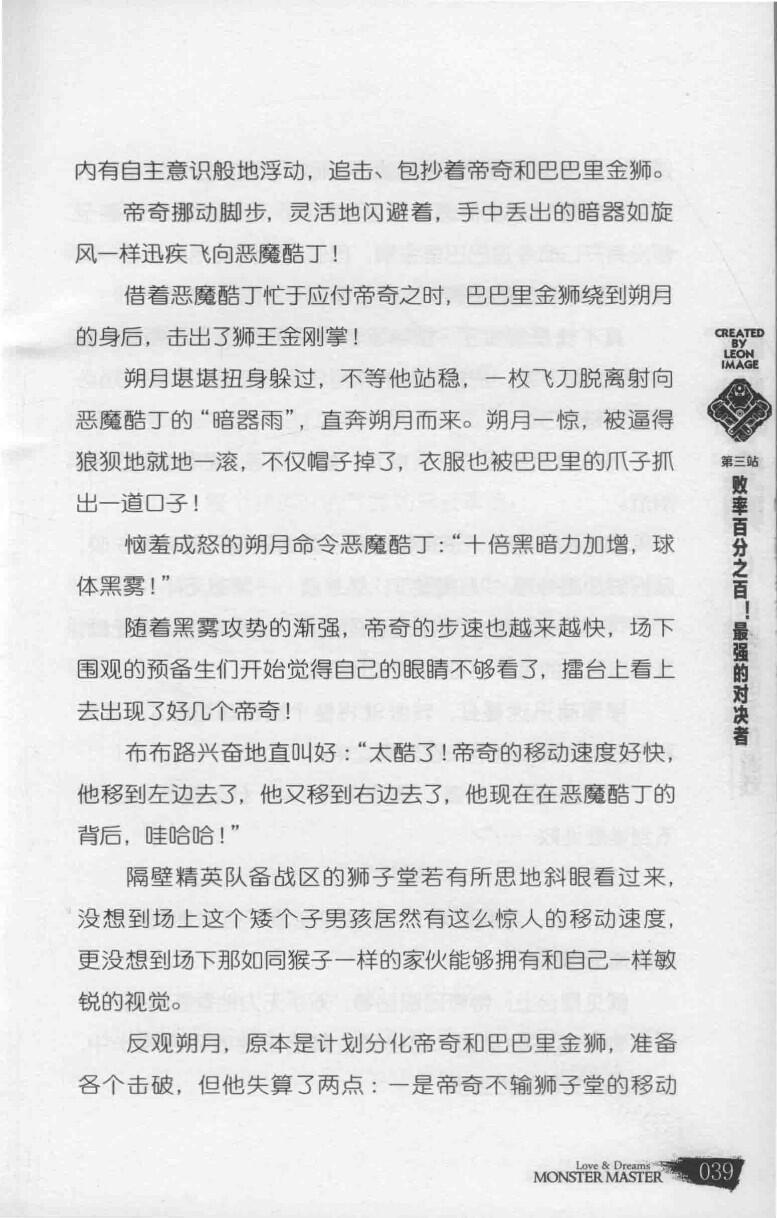 内有自主意识般地浮动，追击、包抄着帝奇和巴巴里金狮。
帝奇挪动脚步，灵活地闪避着，手中丢出的暗器如旋
风一样迅疾飞向恶魔酷丁！
借着恶魔酷丁忙于应付帝奇之时，巴巴里金狮绕到朔月
的身后，击出了狮王金刚掌！
朔月堪堪扭身躲过，不等他站稳，一枚飞刀脱离射向
恶魔酷丁的“暗器雨”，直奔朔月而来。朔月一惊，被逼得
狼狈地就地一滚，不仅帽子掉了，衣服也被巴巴里的爪子抓
出一道口子！
恼羞成怒的朔月命令恶魔酷丁：“十倍黑暗力加增，球
体黑雾！”
随着黑雾攻势的渐强，帝奇的步速也越来越快，场下
围观的预备生们开始觉得自己的眼睛不够看了，擂台上看上
去出现了好几个帝奇！
布布路兴奋地直叫好：“太酷了！帝奇的移动速度好快，
他移到左边去了，他又移到右边去了，他现在在恶魔酷丁的
背后，哇哈哈！”
隔壁精英队备战区的狮子堂若有所思地斜眼看过来，
没想到场上这个矮个子男孩居然有这么惊人的移动速度，
更没想到场下那如同猴子一样的家伙能够拥有和自己一样敏
锐的视觉。
反观朔月，原本是计划分化帝奇和巴巴里金狮，准备
各个击破，但他失算了两点：一是帝奇不输狮子堂的移动
CREATED
BY
LEON
IMAGE
第三站
败率百分之百！最强的对决者
Love & Dreams
MONSTER MASTER
039